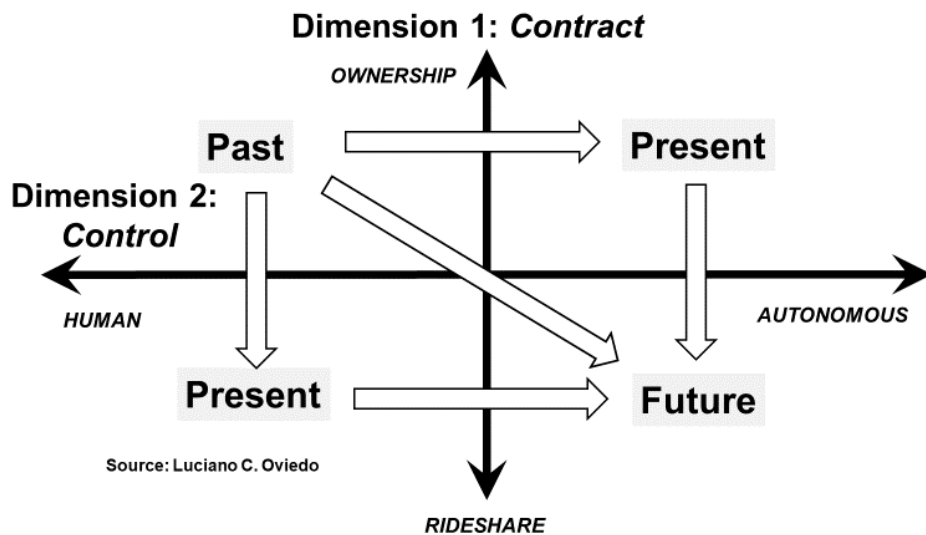 Dimension 1: Contract
OWNERSHIP
Past
Present
Dimension 2:
Control
HUMAN
AUTONOMOUS
Present
Future
Source: Luciano C. Oviedo
RIDESHARE